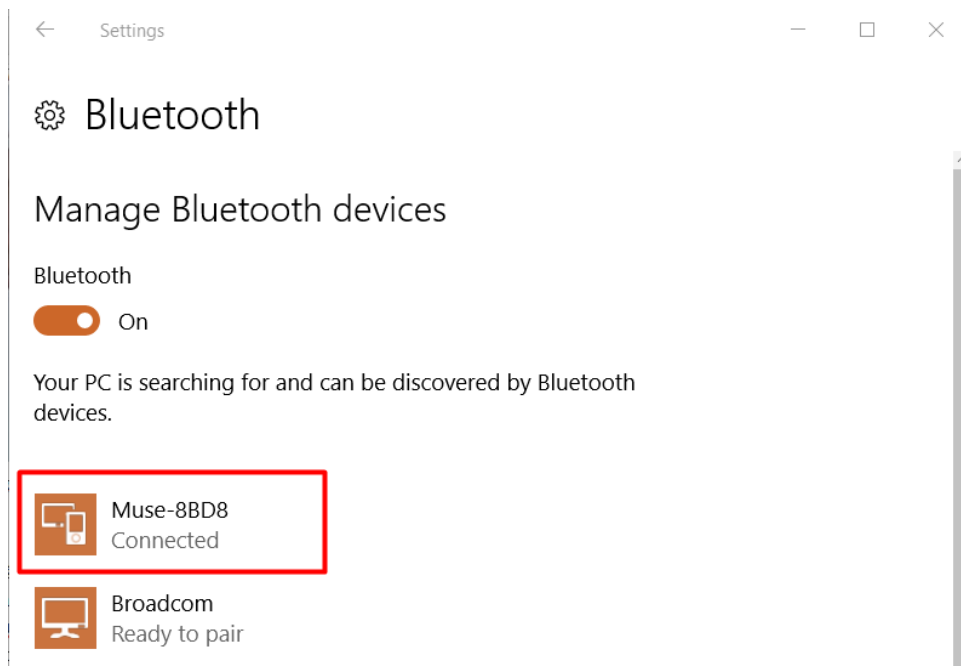 Settings
Bluetooth
Manage Bluetooth devices
Bluetooth
On
Your PC is searching for and can be discovered by Bluetooth
devices.
Muse-8BD8
Connected
Broadcom
Ready to pair